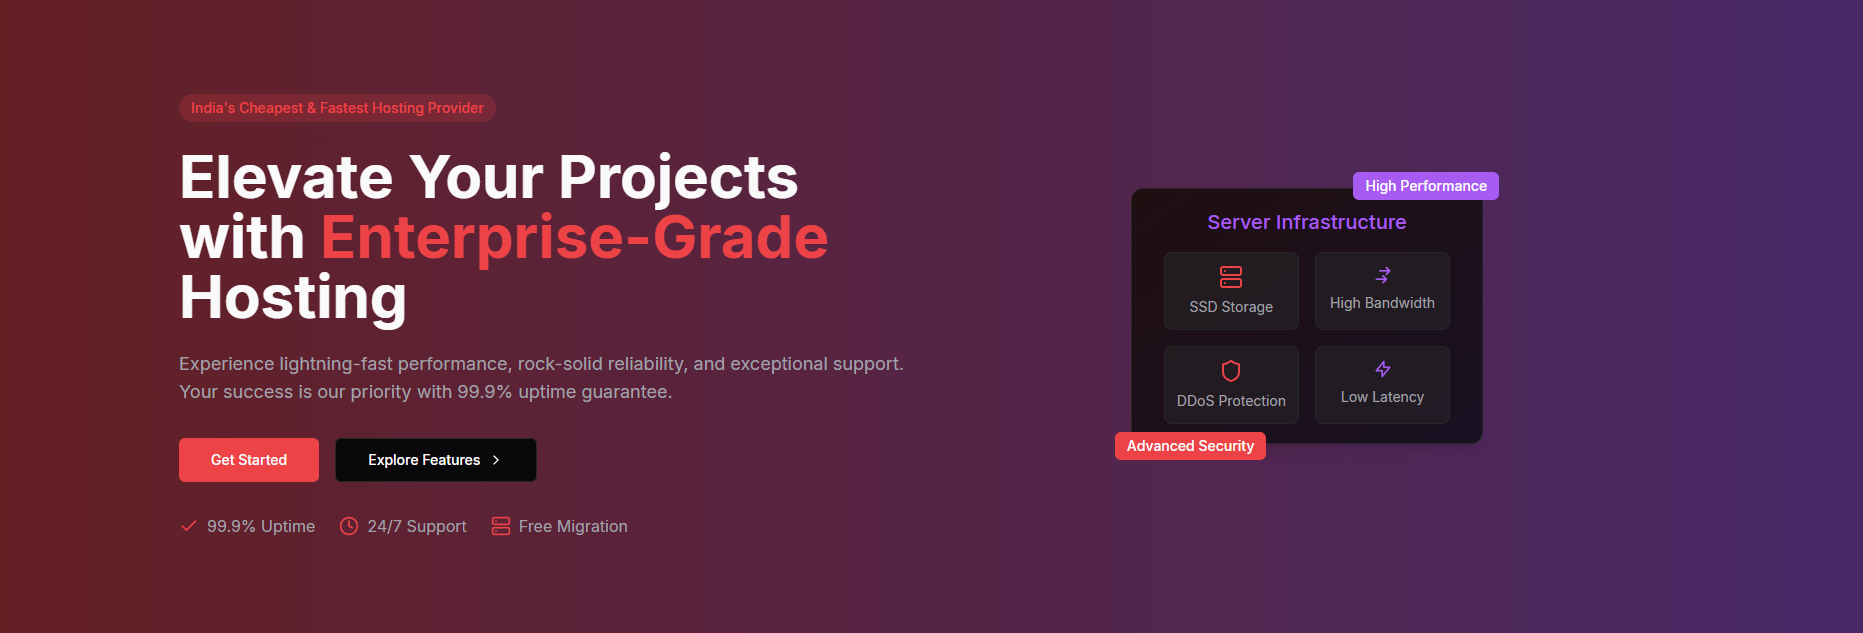 India's Cheapest & Fastest Hosting Provider
Elevate Your Projects
with Enterprise-Grade
Hosting
Experience lightning-fast performance, rock-solid reliability, and exceptional support.
Your success is our priority with 99.9% uptime guarantee.
Get Started
Explore Features
99.9% Uptime
24/7 Support
Free Migration
High Performance
Server Infrastructure
SSD Storage
High Bandwidth
DDoS Protection
Low Latency
Advanced Security